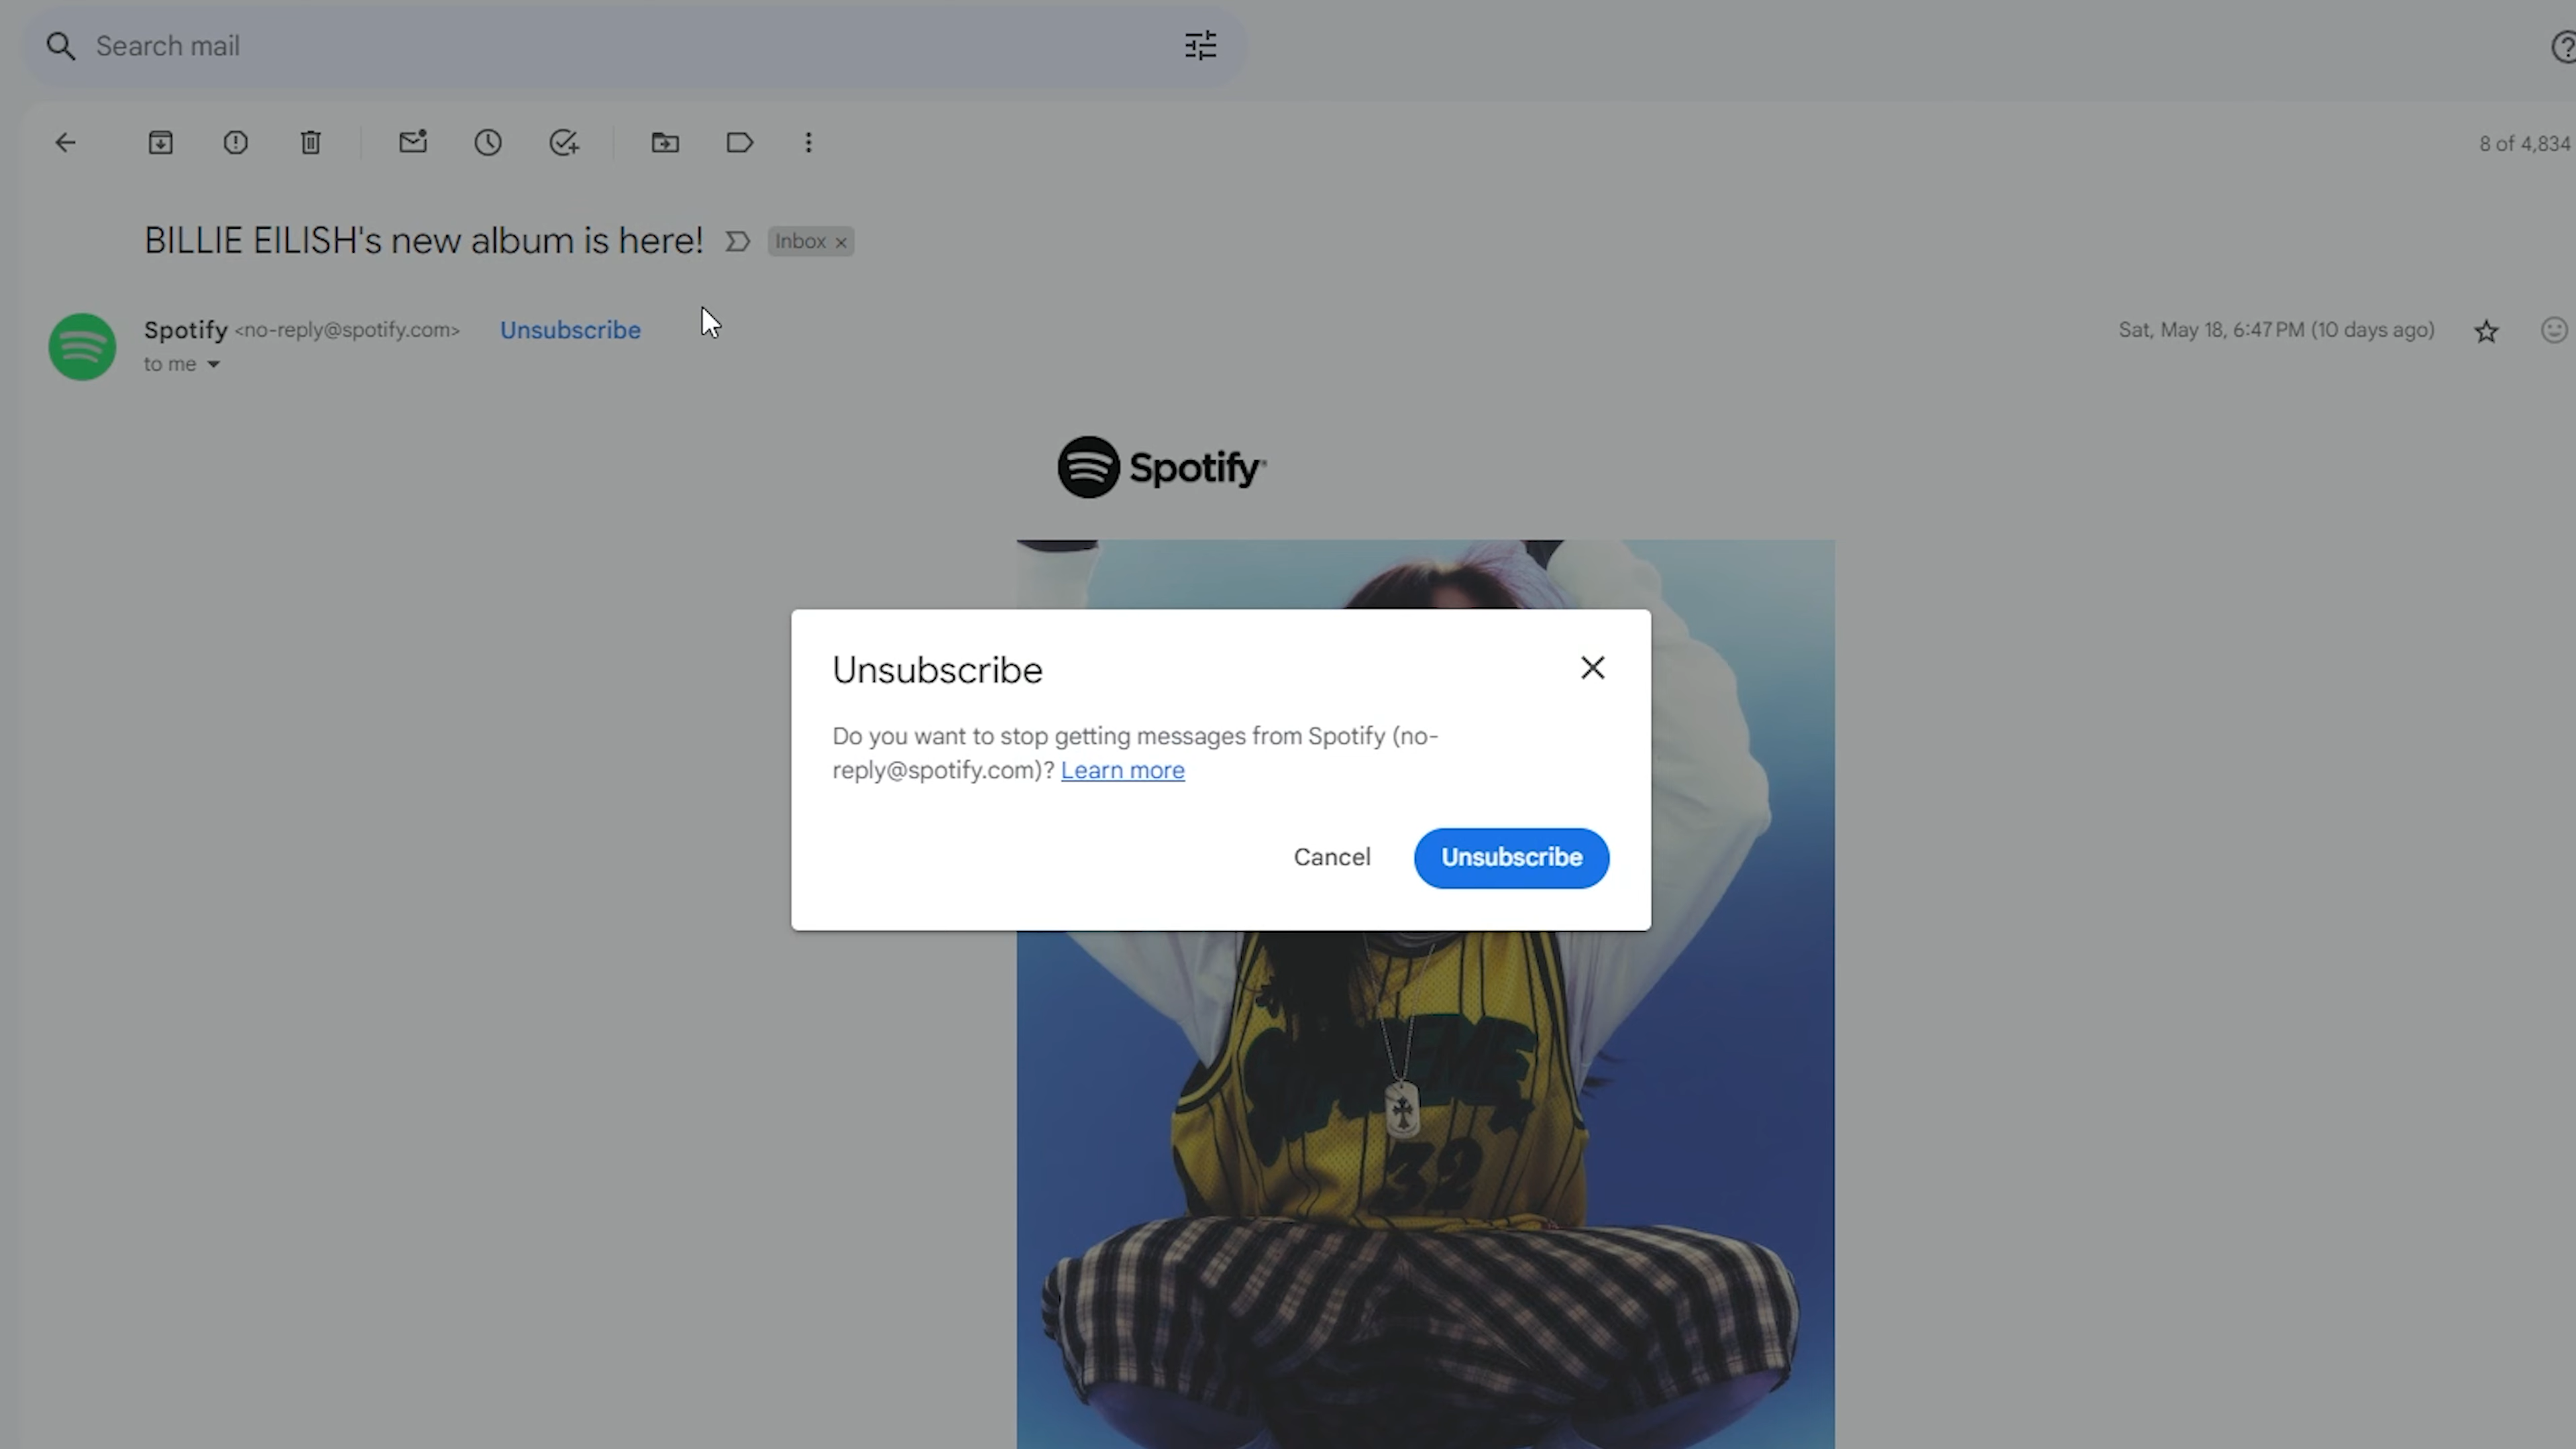 Search mail
8 of 4,834
BILLIE EILISH's new album is here!
Inbox ×
Spotify <no-reply@spotify.com> Unsubscribe
Sat, May 18, 6:47 PM (10 days ago)
to me
Spotify
Unsubscribe
Do you want to stop getting messages from Spotify (no-
reply@spotify.com)? Learn more
Cancel
Unsubscribe
SUPREME
32